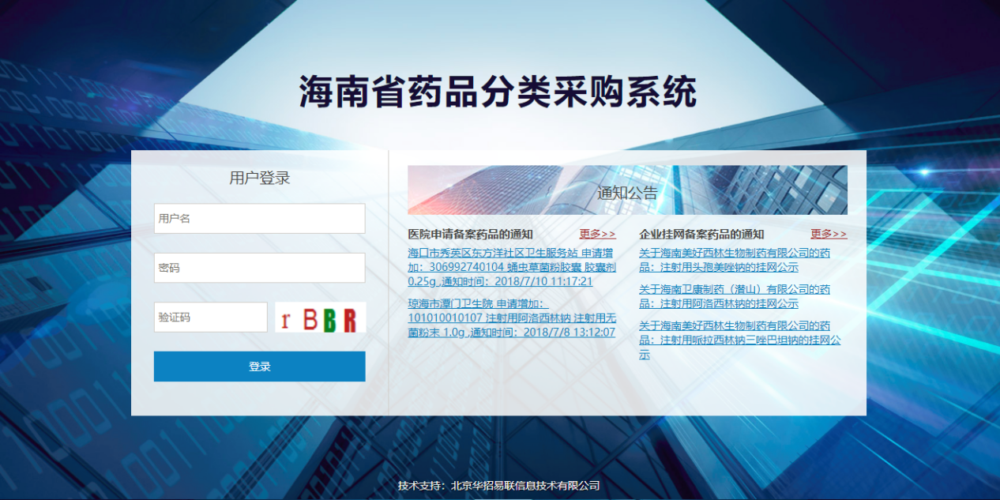 海南省药品分类采购系统
用户登录
用户名
密码
验证码
r B B R
登录
通知公告
医院申请备案药品的通知
更多>>
海口市秀英区东方洋社区卫生服务站 申请增
加：306992740104 蛹虫草菌粉胶囊 胶囊剂
0.25g ,通知时间：2018/7/10 11:17:21
琼海市潭门卫生院 申请增加：
101010010107 注射用阿洛西林钠 注射用无
菌粉末 1.0g ,通知时间：2018/7/8 13:12:07
企业挂网备案药品的通知
更多>>
关于海南美好西林生物制药有限公司的药
品：注射用头孢美唑钠的挂网公示
关于海南卫康制药（潜山）有限公司的药
品：注射用阿洛西林钠的挂网公示
关于海南美好西林生物制药有限公司的药
品：注射用哌拉西林钠三唑巴坦钠的挂网公
示
技术支持：北京华招易联信息技术有限公司